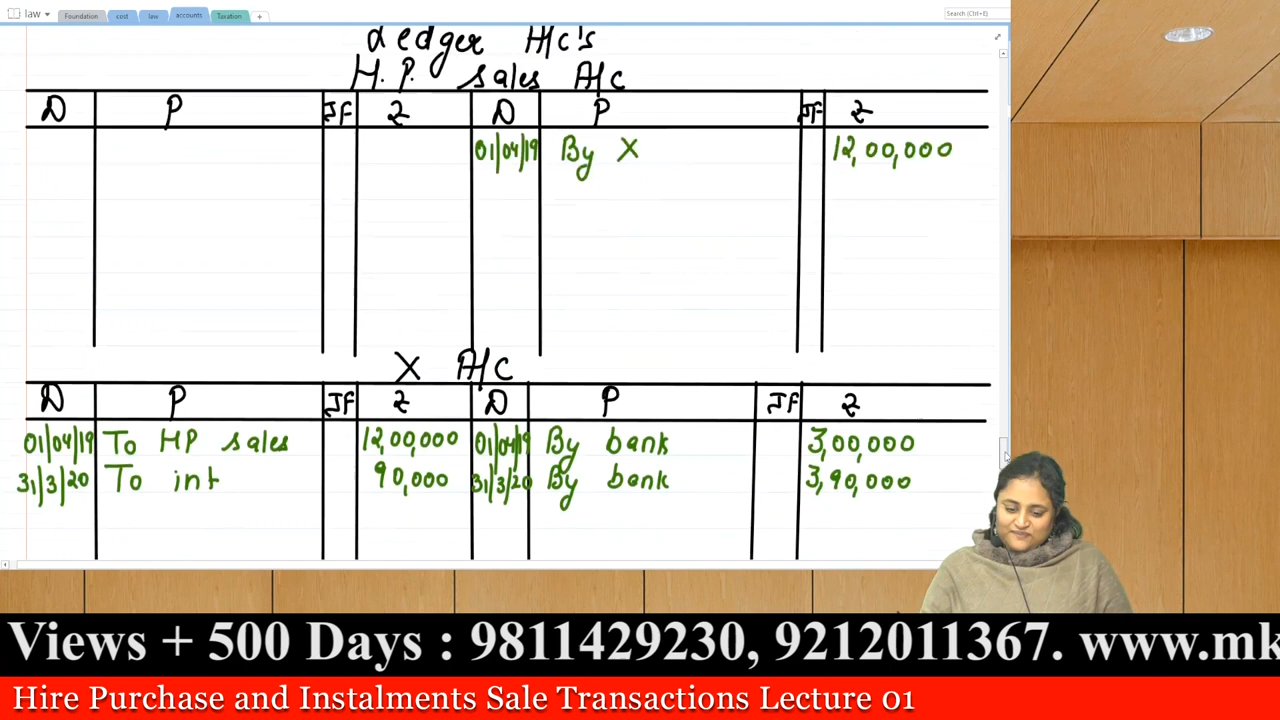 law
Foundation cost law accounts Taxation +
Search (Ctrl+E)
Ledger A/c's
H. P. Sales A/c
D P JF ₹ D P JF ₹
01/04/19 By X 12,00,000
X A/C
D P JF ₹ D P JF ₹
01/04/19 To HP sales 12,00,000 01/04/19 By bank 3,00,000
31/3/20 To int 90,000 31/3/20 By bank 3,90,000
Views + 500 Days : 9811429230, 9212011367. www.mk
Hire Purchase and Instalments Sale Transactions Lecture 01